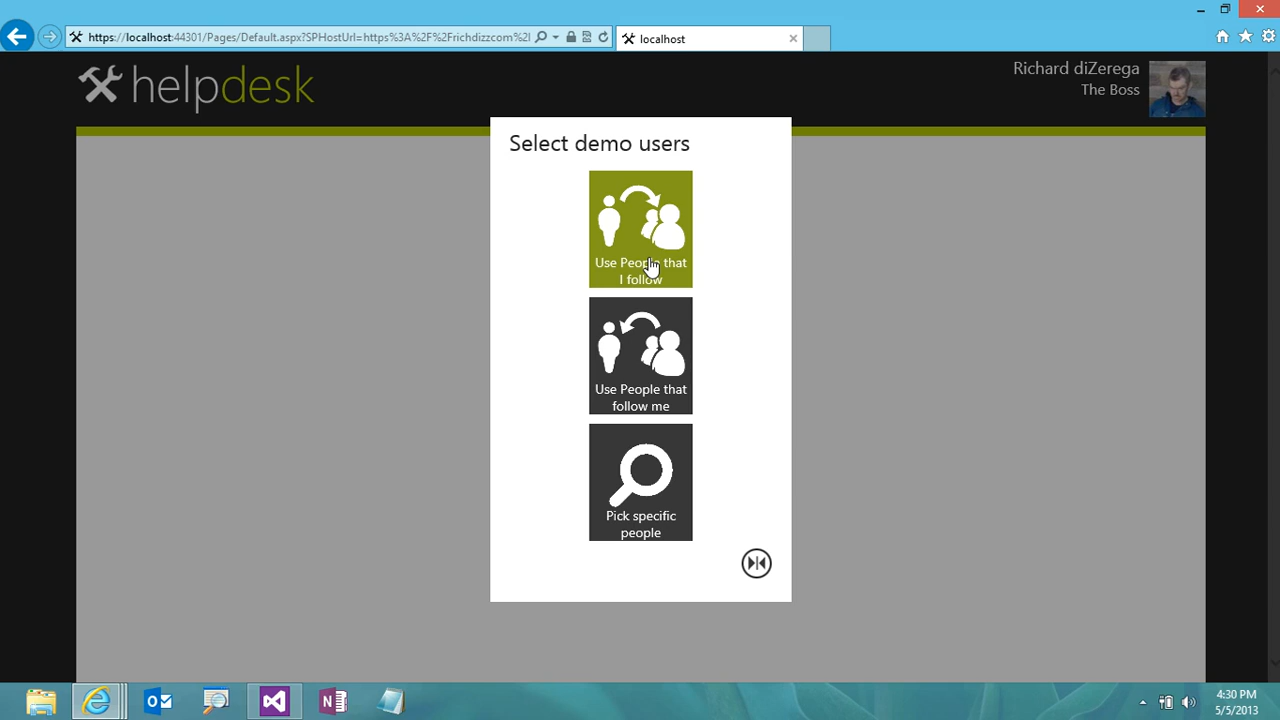 https://localhost:44301/Pages/Default.aspx?SPHostUrl=https%3A%2F%2Frichdizzcom%2l
localhost
helpdesk
Richard diZerega
The Boss
Select demo users
Use People that
I follow
Use People that
follow me
Pick specific
people
4:30 PM
5/5/2013